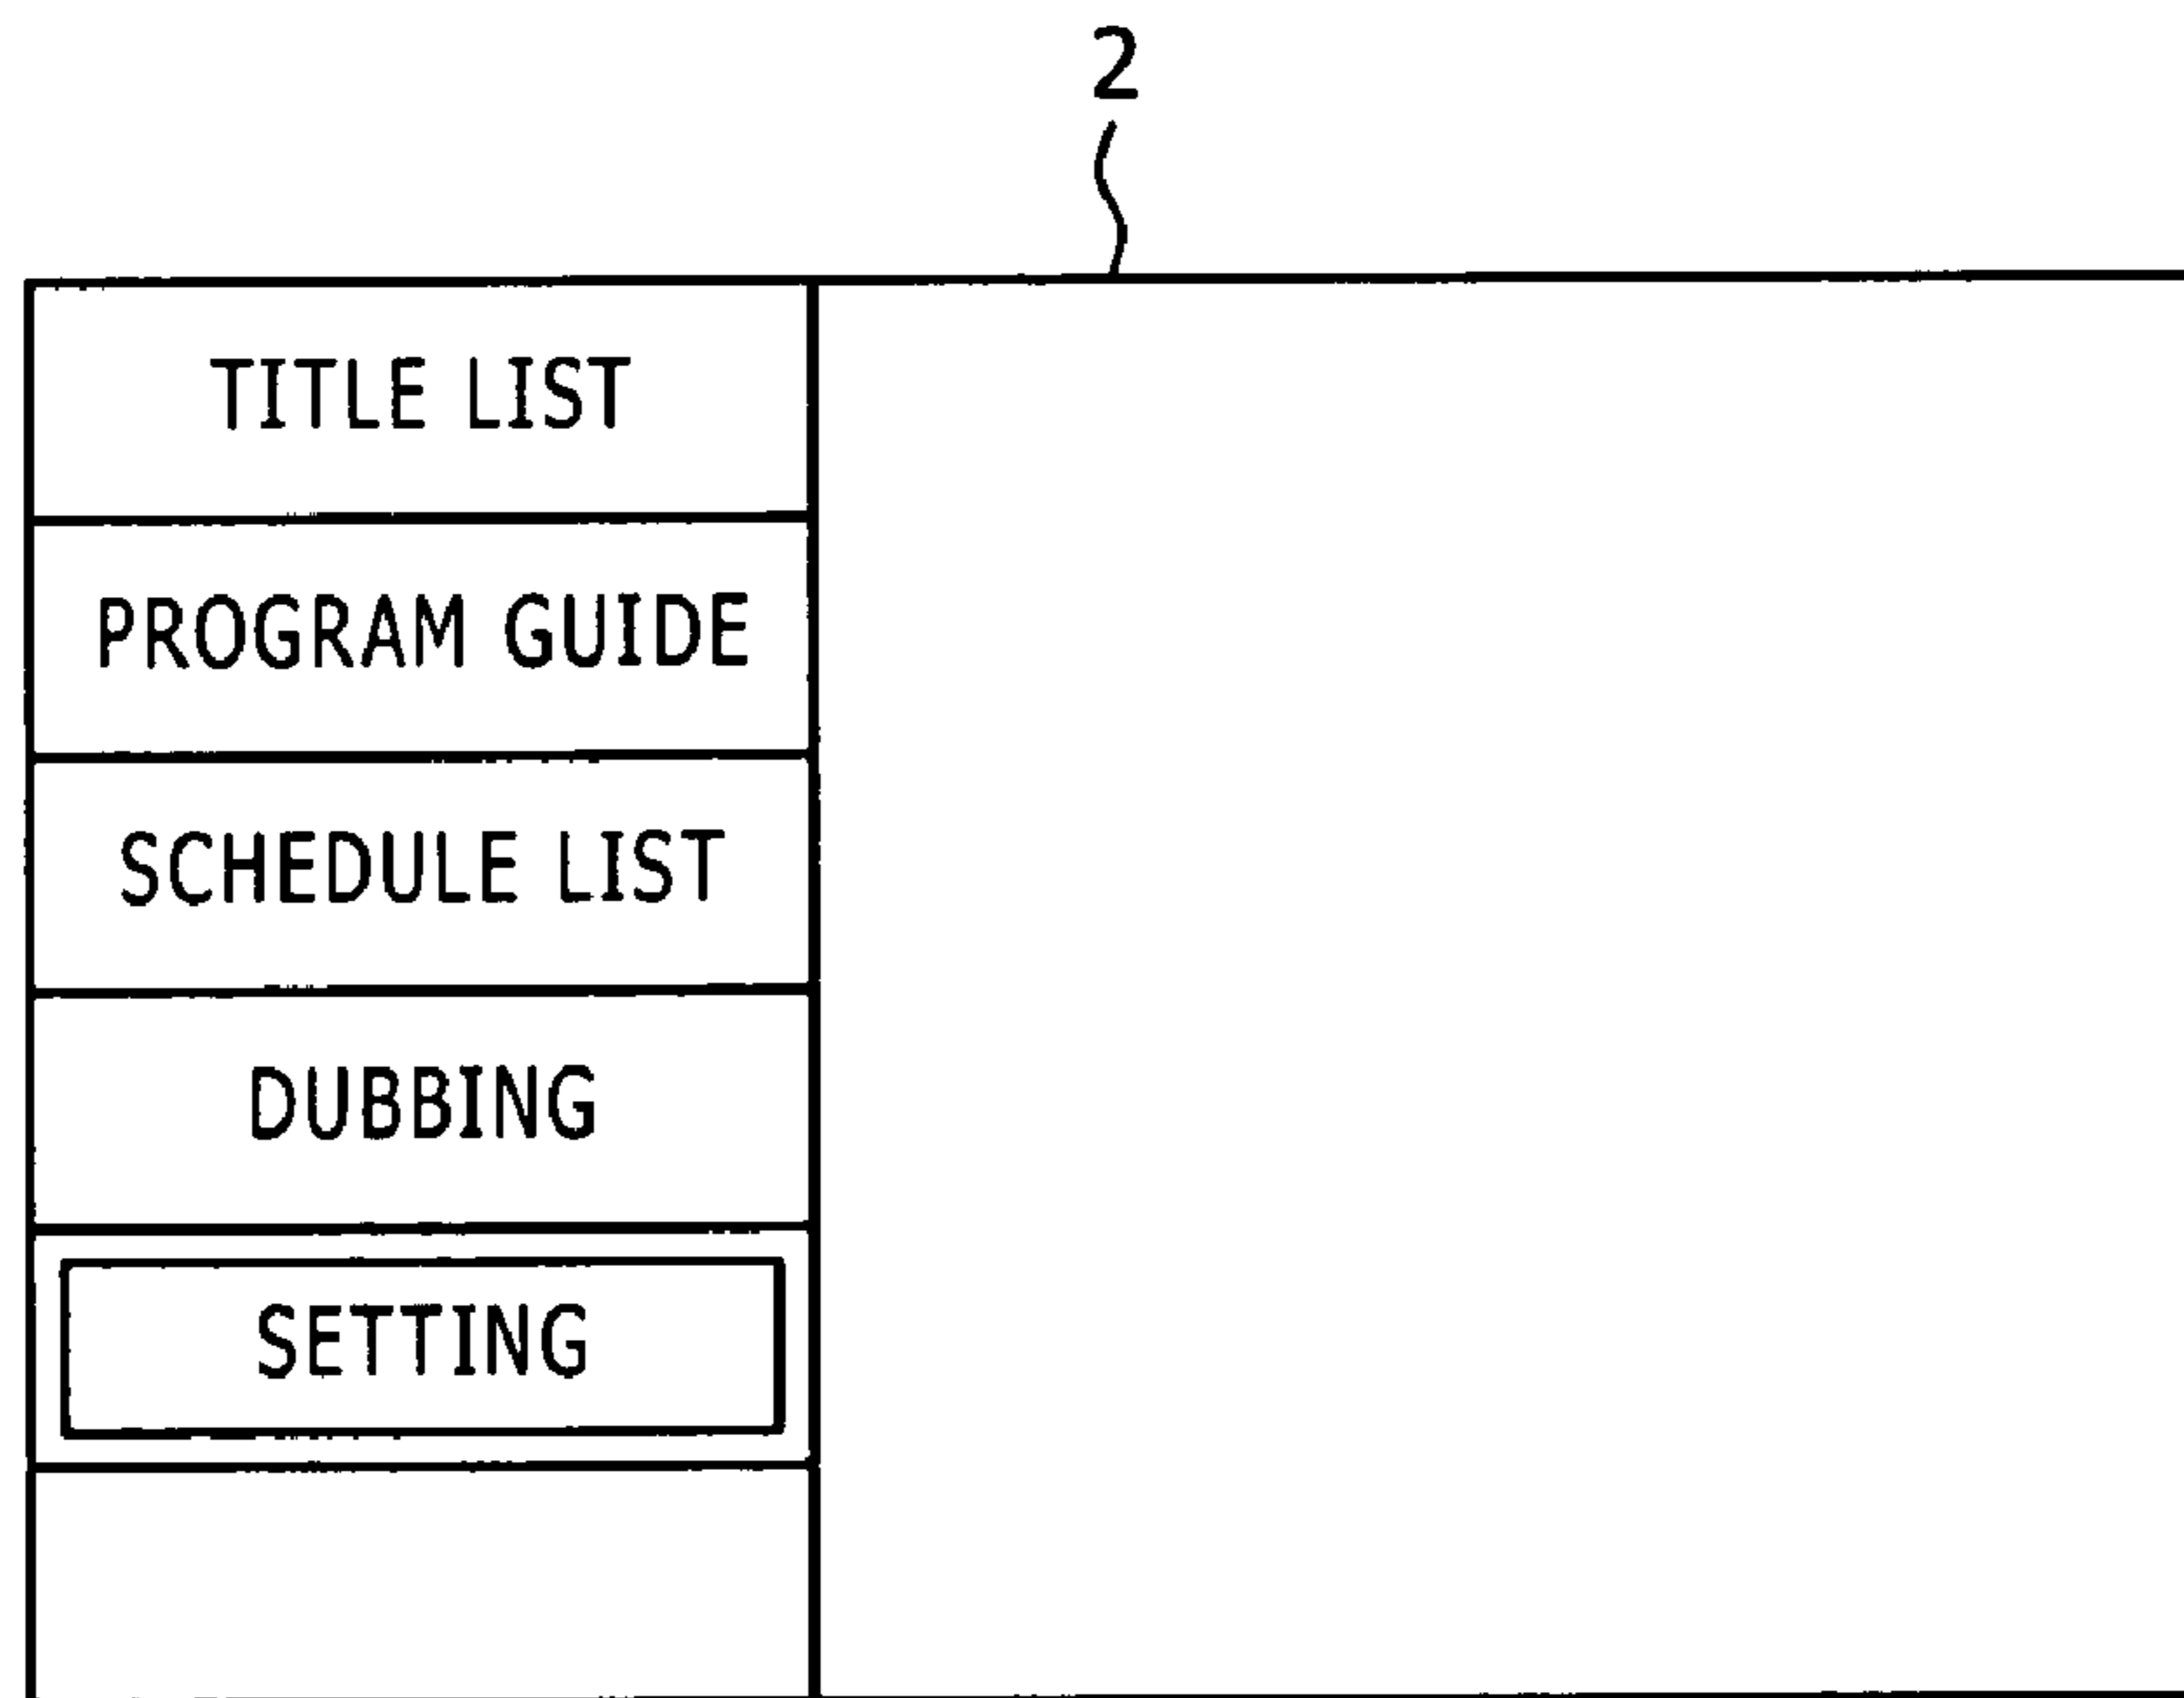 2
TITLE LIST
PROGRAM GUIDE
SCHEDULE LIST
DUBBING
SETTING